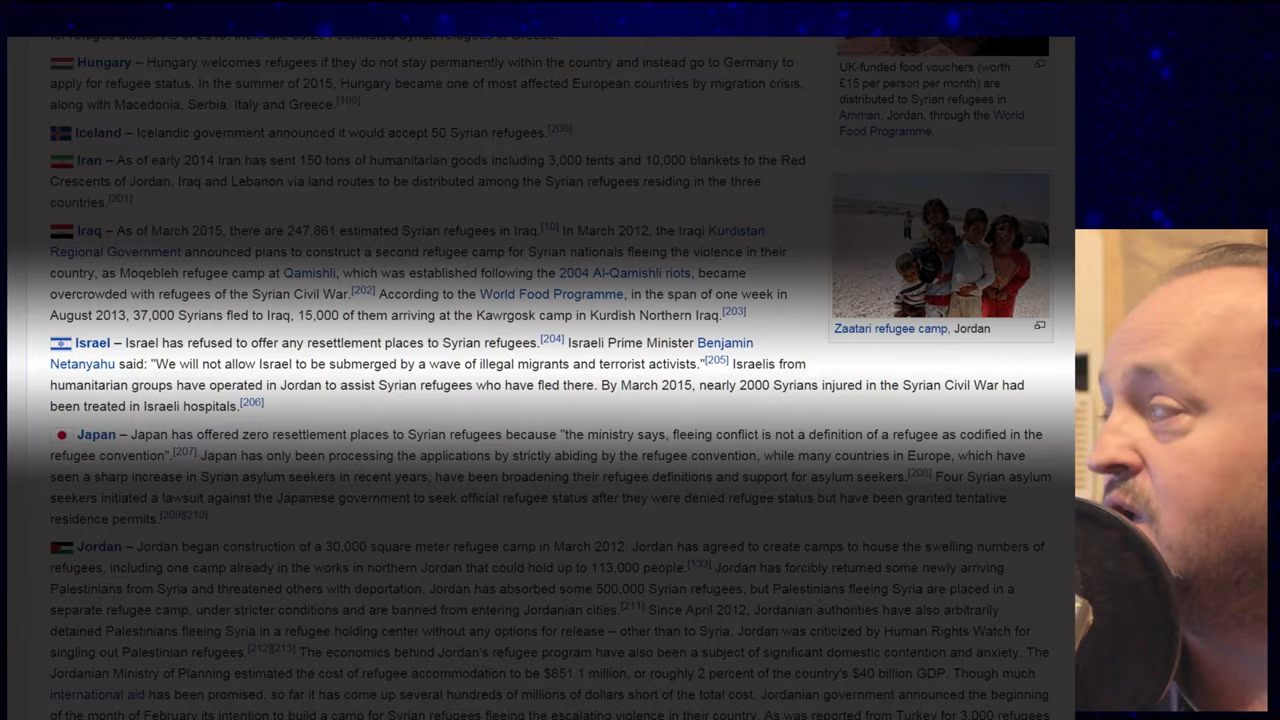 Hungary – Hungary welcomes refugees if they do not stay permanently within the country and instead go to Germany to
apply for refugee status. In the summer of 2015, Hungary became one of most affected European countries by migration crisis,
along with Macedonia, Serbia, Italy and Greece.[199]
Iceland – Icelandic government announced it would accept 50 Syrian refugees.[200]
Iran – As of early 2014 Iran has sent 150 tons of humanitarian goods including 3,000 tents and 10,000 blankets to the Red
Crescents of Jordan, Iraq and Lebanon via land routes to be distributed among the Syrian refugees residing in the three
countries.[201]
Iraq – As of March 2015, there are 247,861 estimated Syrian refugees in Iraq.[10] In March 2012, the Iraqi Kurdistan
Regional Government announced plans to construct a second refugee camp for Syrian nationals fleeing the violence in their
country, as Moqebleh refugee camp at Qamishli, which was established following the 2004 Al-Qamishli riots, became
overcrowded with refugees of the Syrian Civil War.[202] According to the World Food Programme, in the span of one week in
August 2013, 37,000 Syrians fled to Iraq, 15,000 of them arriving at the Kawrgosk camp in Kurdish Northern Iraq.[203]
Israel – Israel has refused to offer any resettlement places to Syrian refugees.[204] Israeli Prime Minister Benjamin
Netanyahu said: "We will not allow Israel to be submerged by a wave of illegal migrants and terrorist activists."[205] Israelis from
humanitarian groups have operated in Jordan to assist Syrian refugees who have fled there. By March 2015, nearly 2000 Syrians injured in the Syrian Civil War had
been treated in Israeli hospitals.[206]
Japan – Japan has offered zero resettlement places to Syrian refugees because "the ministry says, fleeing conflict is not a definition of a refugee as codified in the
refugee convention".[207] Japan has only been processing the applications by strictly abiding by the refugee convention, while many countries in Europe, which have
seen a sharp increase in Syrian asylum seekers in recent years, have been broadening their refugee definitions and support for asylum seekers.[208] Four Syrian asylum
seekers initiated a lawsuit against the Japanese government to seek official refugee status after they were denied refugee status but have been granted tentative
residence permits.[209][210]
Jordan – Jordan began construction of a 30,000 square meter refugee camp in March 2012. Jordan has agreed to create camps to house the swelling numbers of
refugees, including one camp already in the works in northern Jordan that could hold up to 113,000 people.[133] Jordan has forcibly returned some newly arriving
Palestinians from Syria and threatened others with deportation. Jordan has absorbed some 500,000 Syrian refugees, but Palestinians fleeing Syria are placed in a
separate refugee camp, under stricter conditions and are banned from entering Jordanian cities.[211] Since April 2012, Jordanian authorities have also arbitrarily
detained Palestinians fleeing Syria in a refugee holding center without any options for release – other than to Syria. Jordan was criticized by Human Rights Watch for
singling out Palestinian refugees.[212][213] The economics behind Jordan's refugee program have also been a subject of significant domestic contention and anxiety. The
Jordanian Ministry of Planning estimated the cost of refugee accommodation to be $851.1 million, or roughly 2 percent of the country's $40 billion GDP. Though much
international aid has been promised, so far it has come up several hundreds of millions of dollars short of the total cost. Jordanian government announced the beginning
of the month of February its intention to build a camp for Syrian refugees fleeing the escalating violence in their country. As was reported from Turkey for 3,000 refugees
UK-funded food vouchers (worth
£15 per person per month) are
distributed to Syrian refugees in
Amman, Jordan, through the World
Food Programme.
Zaatari refugee camp, Jordan